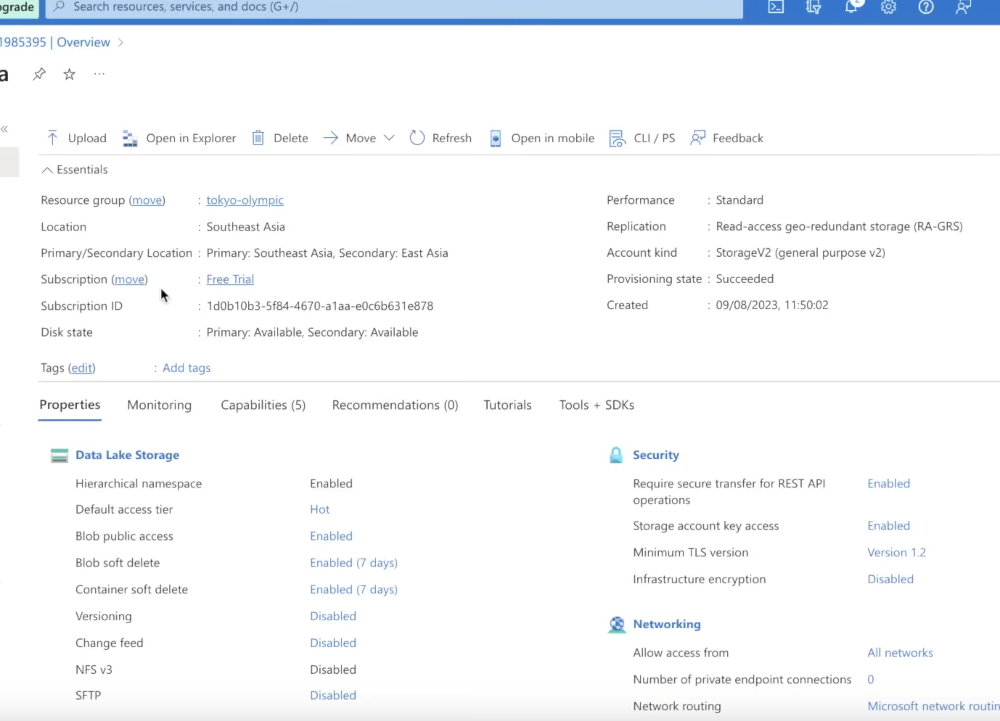 pgrade
Search resources, services, and docs (G+/)
1985395 | Overview
a
Upload
Open in Explorer
Delete
Move
Refresh
Open in mobile
CLI / PS
Feedback
Essentials
Resource group (move) : tokyo-olympic
Location : Southeast Asia
Primary/Secondary Location : Primary: Southeast Asia, Secondary: East Asia
Subscription (move) : Free Trial
Subscription ID : 1d0b10b3-5f84-4670-a1aa-e0c6b631e878
Disk state : Primary: Available, Secondary: Available
Performance : Standard
Replication : Read-access geo-redundant storage (RA-GRS)
Account kind : StorageV2 (general purpose v2)
Provisioning state : Succeeded
Created : 09/08/2023, 11:50:02
Tags (edit) : Add tags
Properties
Monitoring
Capabilities (5)
Recommendations (0)
Tutorials
Tools + SDKs
Data Lake Storage
Hierarchical namespace Enabled
Default access tier Hot
Blob public access Enabled
Blob soft delete Enabled (7 days)
Container soft delete Enabled (7 days)
Versioning Disabled
Change feed Disabled
NFS v3 Disabled
SFTP Disabled
Security
Require secure transfer for REST API Enabled
operations
Storage account key access Enabled
Minimum TLS version Version 1.2
Infrastructure encryption Disabled
Networking
Allow access from All networks
Number of private endpoint connections 0
Network routing Microsoft network routin